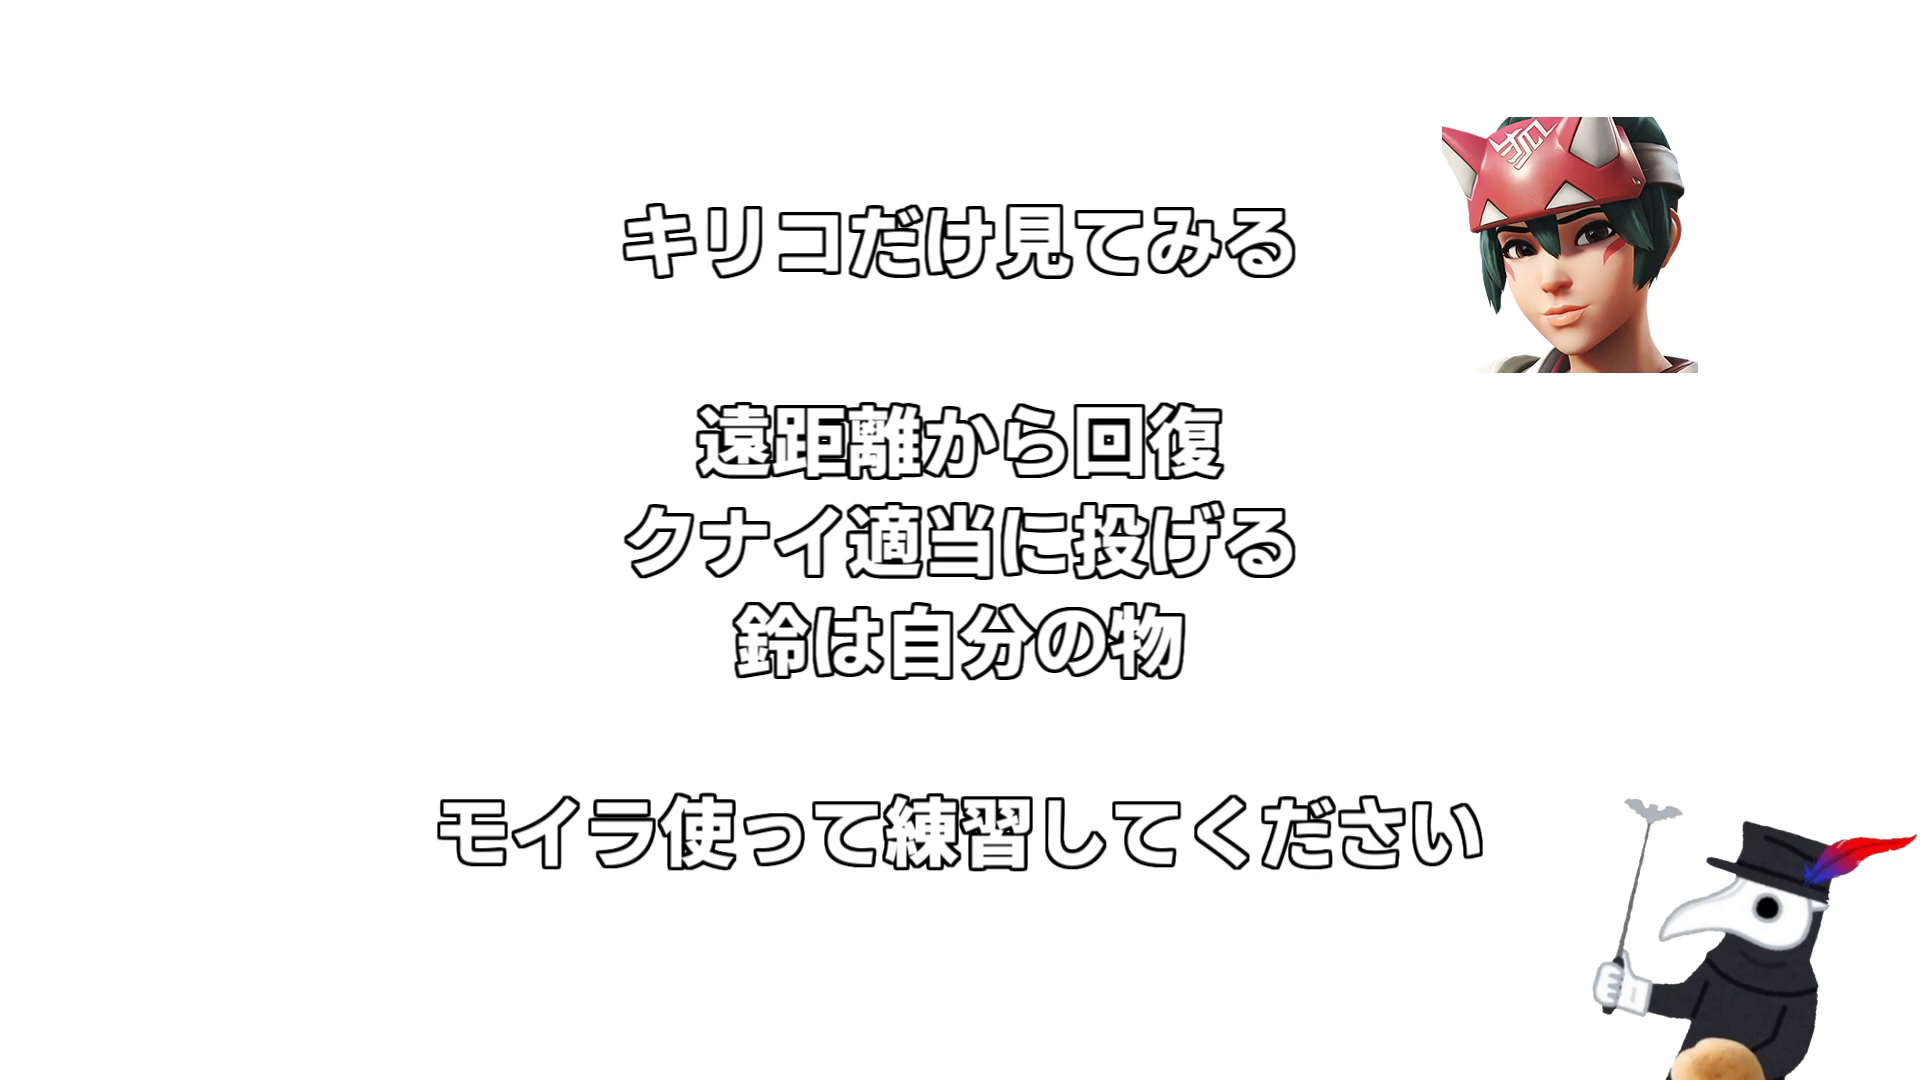 キリコだけ見てみる
遠距離から回復
クナイ適当に投げる
鈴は自分の物
モイラ使って練習してください